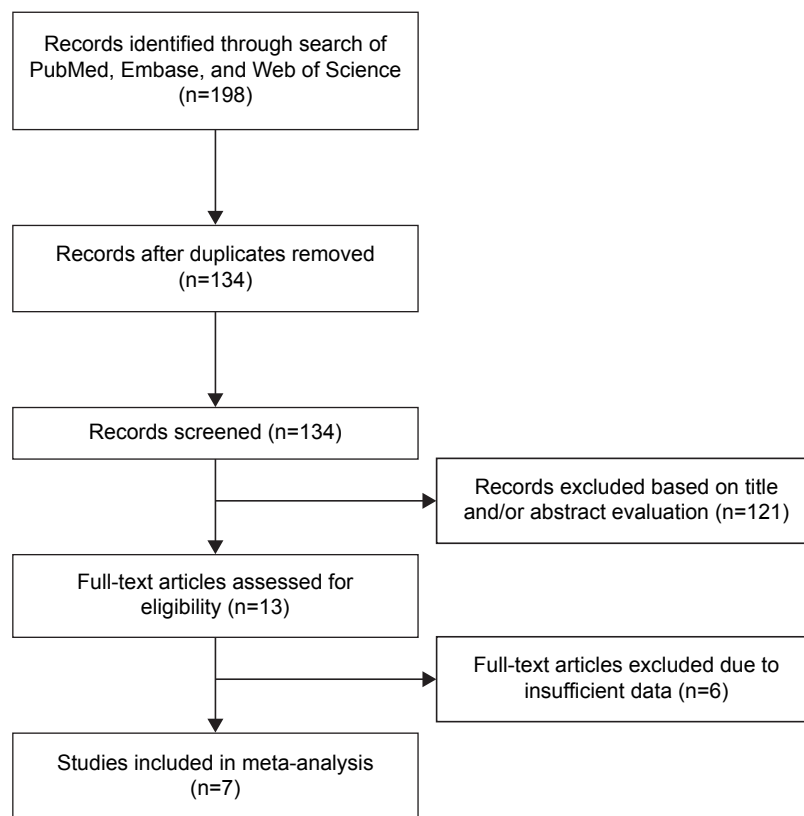 Records identified through search of
PubMed, Embase, and Web of Science
(n=198)
Records after duplicates removed
(n=134)
Records screened (n=134)
Records excluded based on title
and/or abstract evaluation (n=121)
Full-text articles assessed for
eligibility (n=13)
Full-text articles excluded due to
insufficient data (n=6)
Studies included in meta-analysis
(n=7)